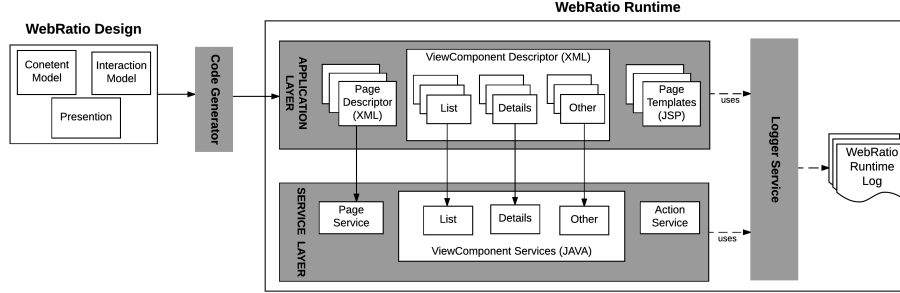 WebRatio Runtime
WebRatio Design
Conetent
Model
Interaction
Model
Presention
Code Generator
APPLICATION
LAYER
Page
Descriptor
(XML)
ViewComponent Descriptor (XML)
List
Details
Other
Page
Templates
(JSP)
uses
Logger Service
WebRatio
Runtime
Log
SERVICE LAYER
Page
Service
List
Details
Other
ViewComponent Services (JAVA)
Action
Service
uses